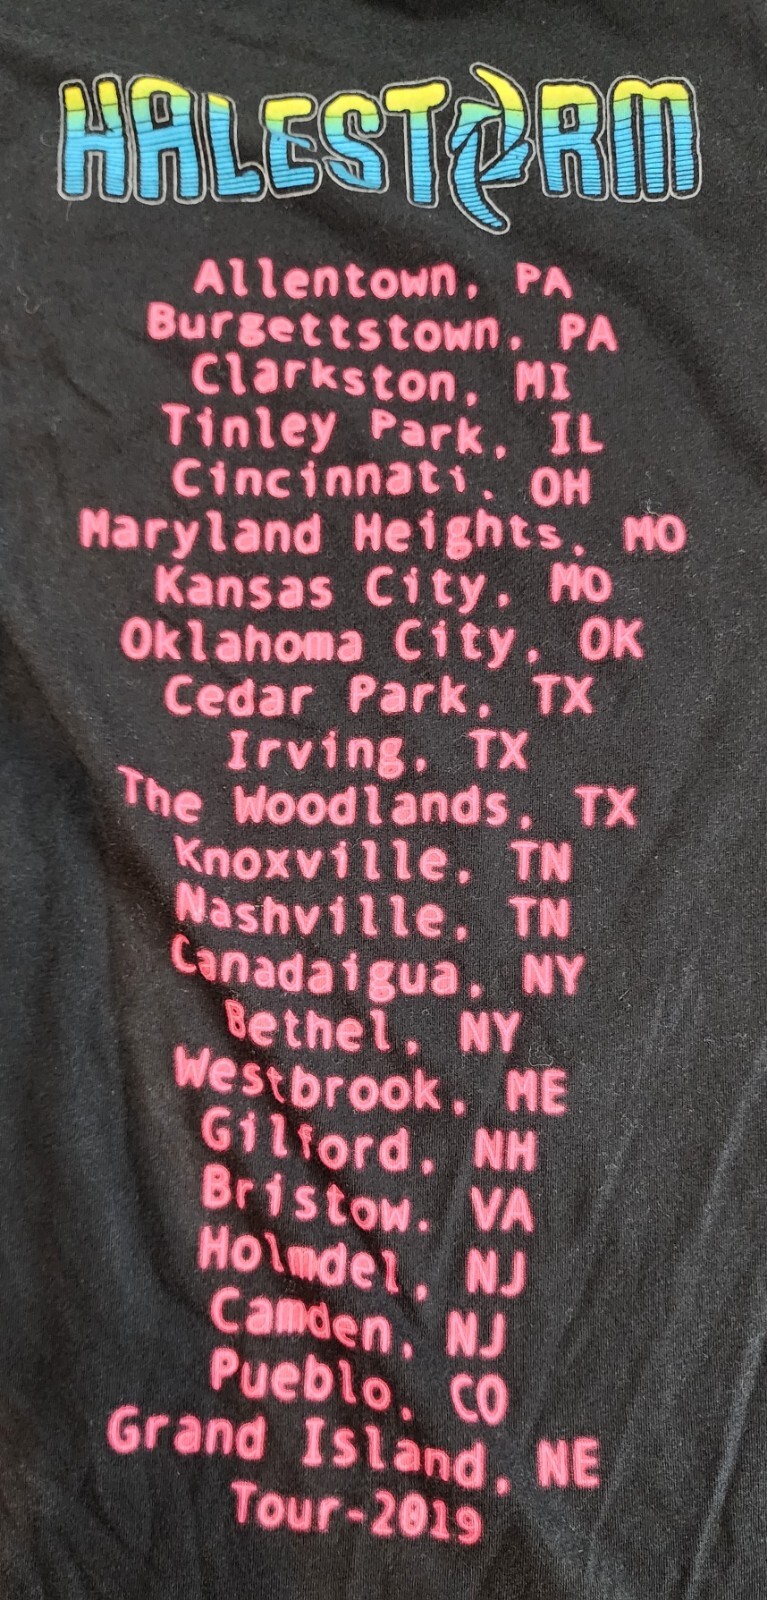 HALESTORM
Allentown, PA
Burgettstown, PA
Clarkston, MI
Tinley Park, IL
Cincinnati, OH
Maryland Heights, MO
Kansas City, MO
Oklahoma City, OK
Cedar Park, TX
Irving, TX
The Woodlands, TX
Knoxville, TN
Nashville, TN
Canadaigua, NY
Bethel, NY
Westbrook, ME
Gilford, NH
Bristow, VA
Holmdel, NJ
Camden, NJ
Pueblo, CO
Grand Island, NE
Tour-2019